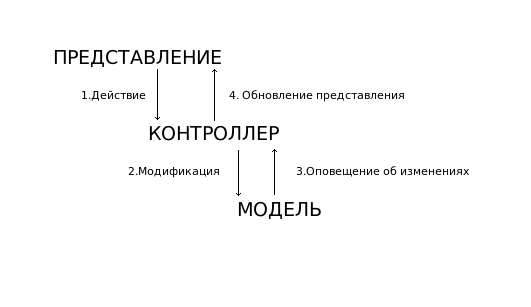 ПРЕДСТАВЛЕНИЕ
1.Действие
4. Обновление представления
КОНТРОЛЛЕР
2.Модификация
3.Оповещение об изменениях
МОДЕЛЬ